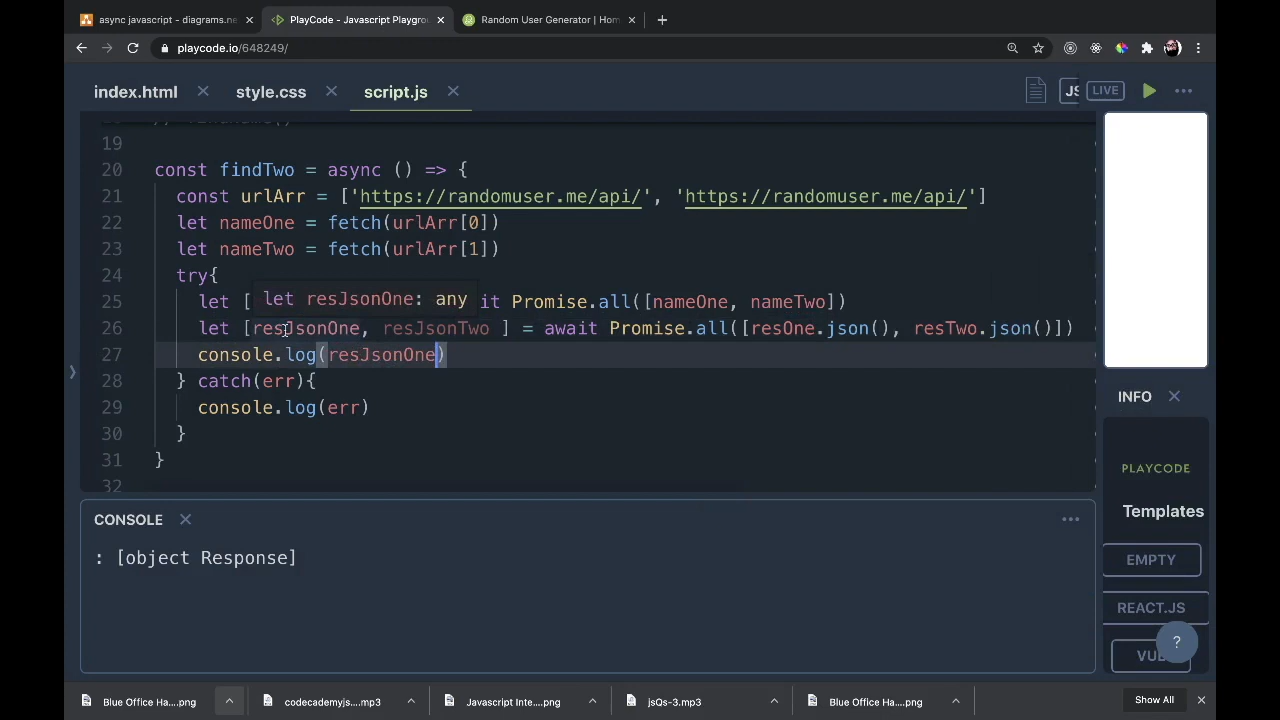 async javascript - diagrams.ne
PlayCode - Javascript Playgro
Random User Generator | Hom
playcode.io/648249/
index.html
style.css
script.js
JS
LIVE
19
20 const findTwo = async () => {
21 const urlArr = ['https://randomuser.me/api/', 'https://randomuser.me/api/']
22 let nameOne = fetch(urlArr[0])
23 let nameTwo = fetch(urlArr[1])
24 try{
let resJsonOne: any
25 let [ it Promise.all([nameOne, nameTwo])
26 let [resJsonOne, resJsonTwo ] = await Promise.all([resOne.json(), resTwo.json()])
27 console.log(resJsonOne)
28 } catch(err){
29 console.log(err)
30 }
31 }
32
INFO
PLAYCODE
Templates
EMPTY
REACT.JS
VUE
?
CONSOLE
: [object Response]
Blue Office Ha....png
codecademyjs....mp3
Javascript Inte....png
jsQs-3.mp3
Blue Office Ha....png
Show All